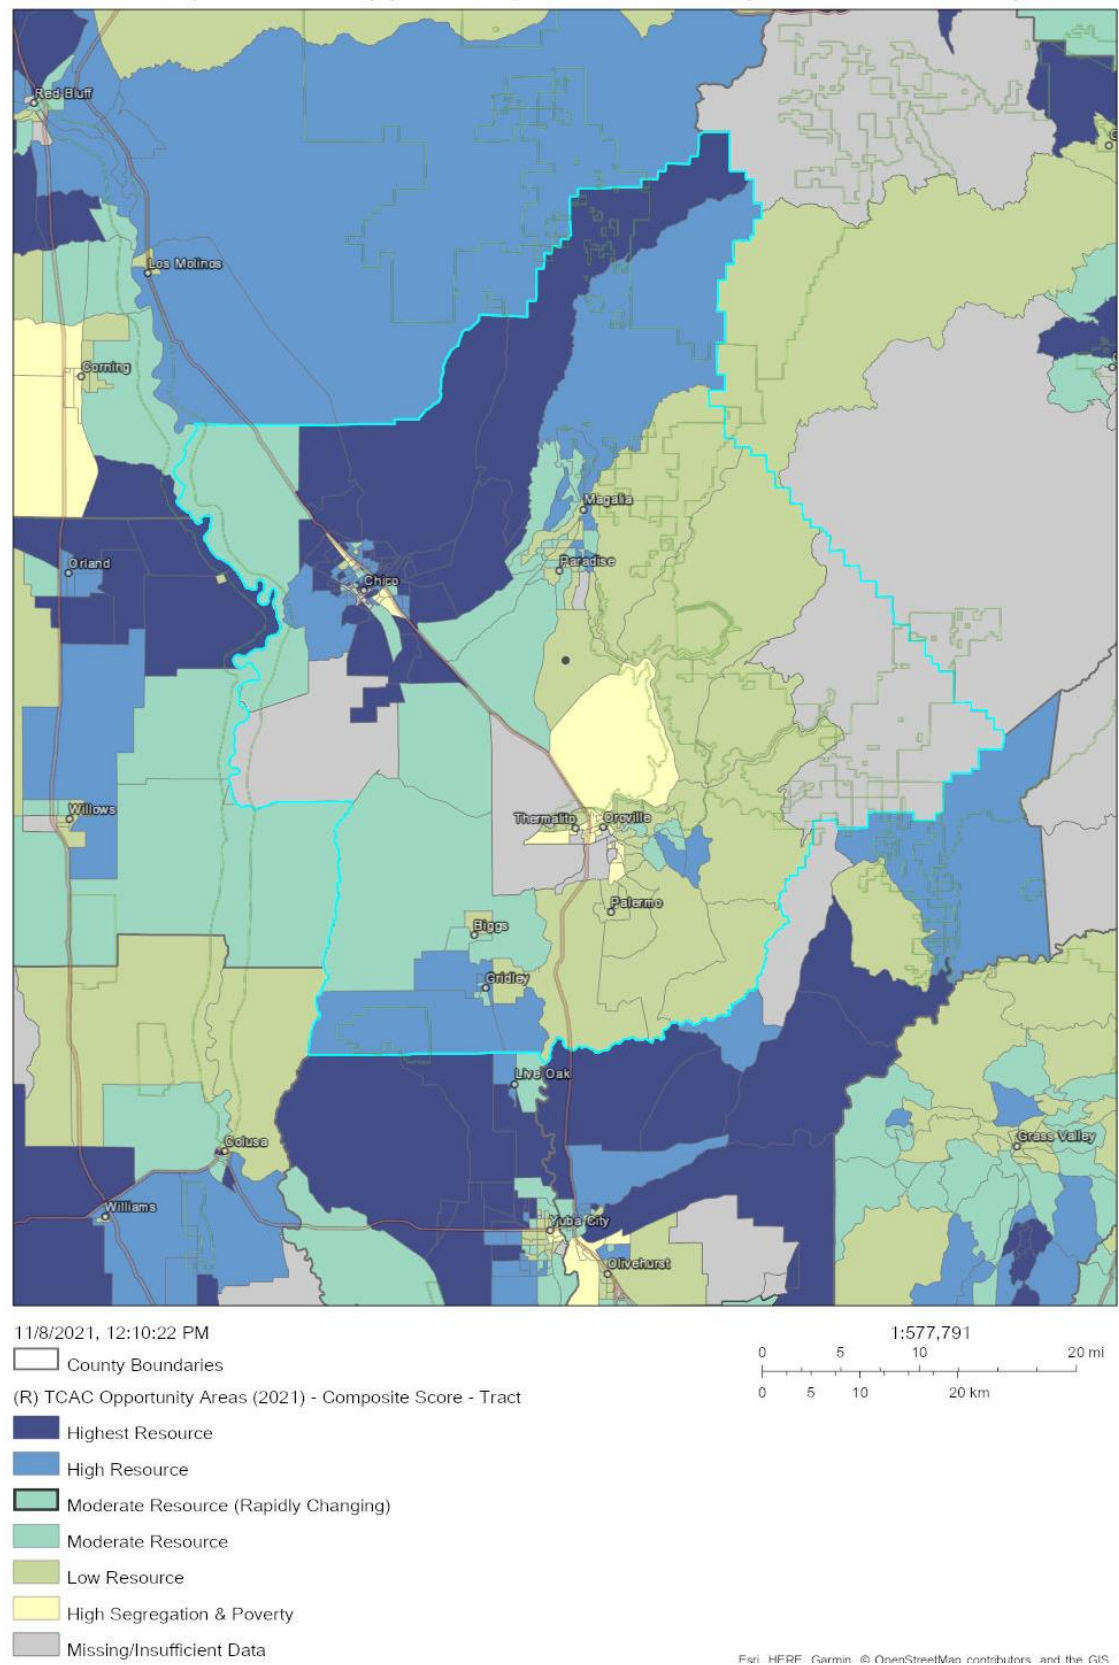 Red Bluff
Los Molinos
Corning
Magalia
Orland
Paradise
Chico
Willows
Thermalito
Oroville
Palermo
Biggs
Gridley
Live Oak
Colusa
Grass Valley
Williams
Yuba City
Olivehurst
11/8/2021, 12:10:22 PM
1:577,791
0 5 10 20 mi
0 5 10 20 km
County Boundaries
(R) TCAC Opportunity Areas (2021) - Composite Score - Tract
Highest Resource
High Resource
Moderate Resource (Rapidly Changing)
Moderate Resource
Low Resource
High Segregation & Poverty
Missing/Insufficient Data
Esri, HERE, Garmin, © OpenStreetMap contributors, and the GIS